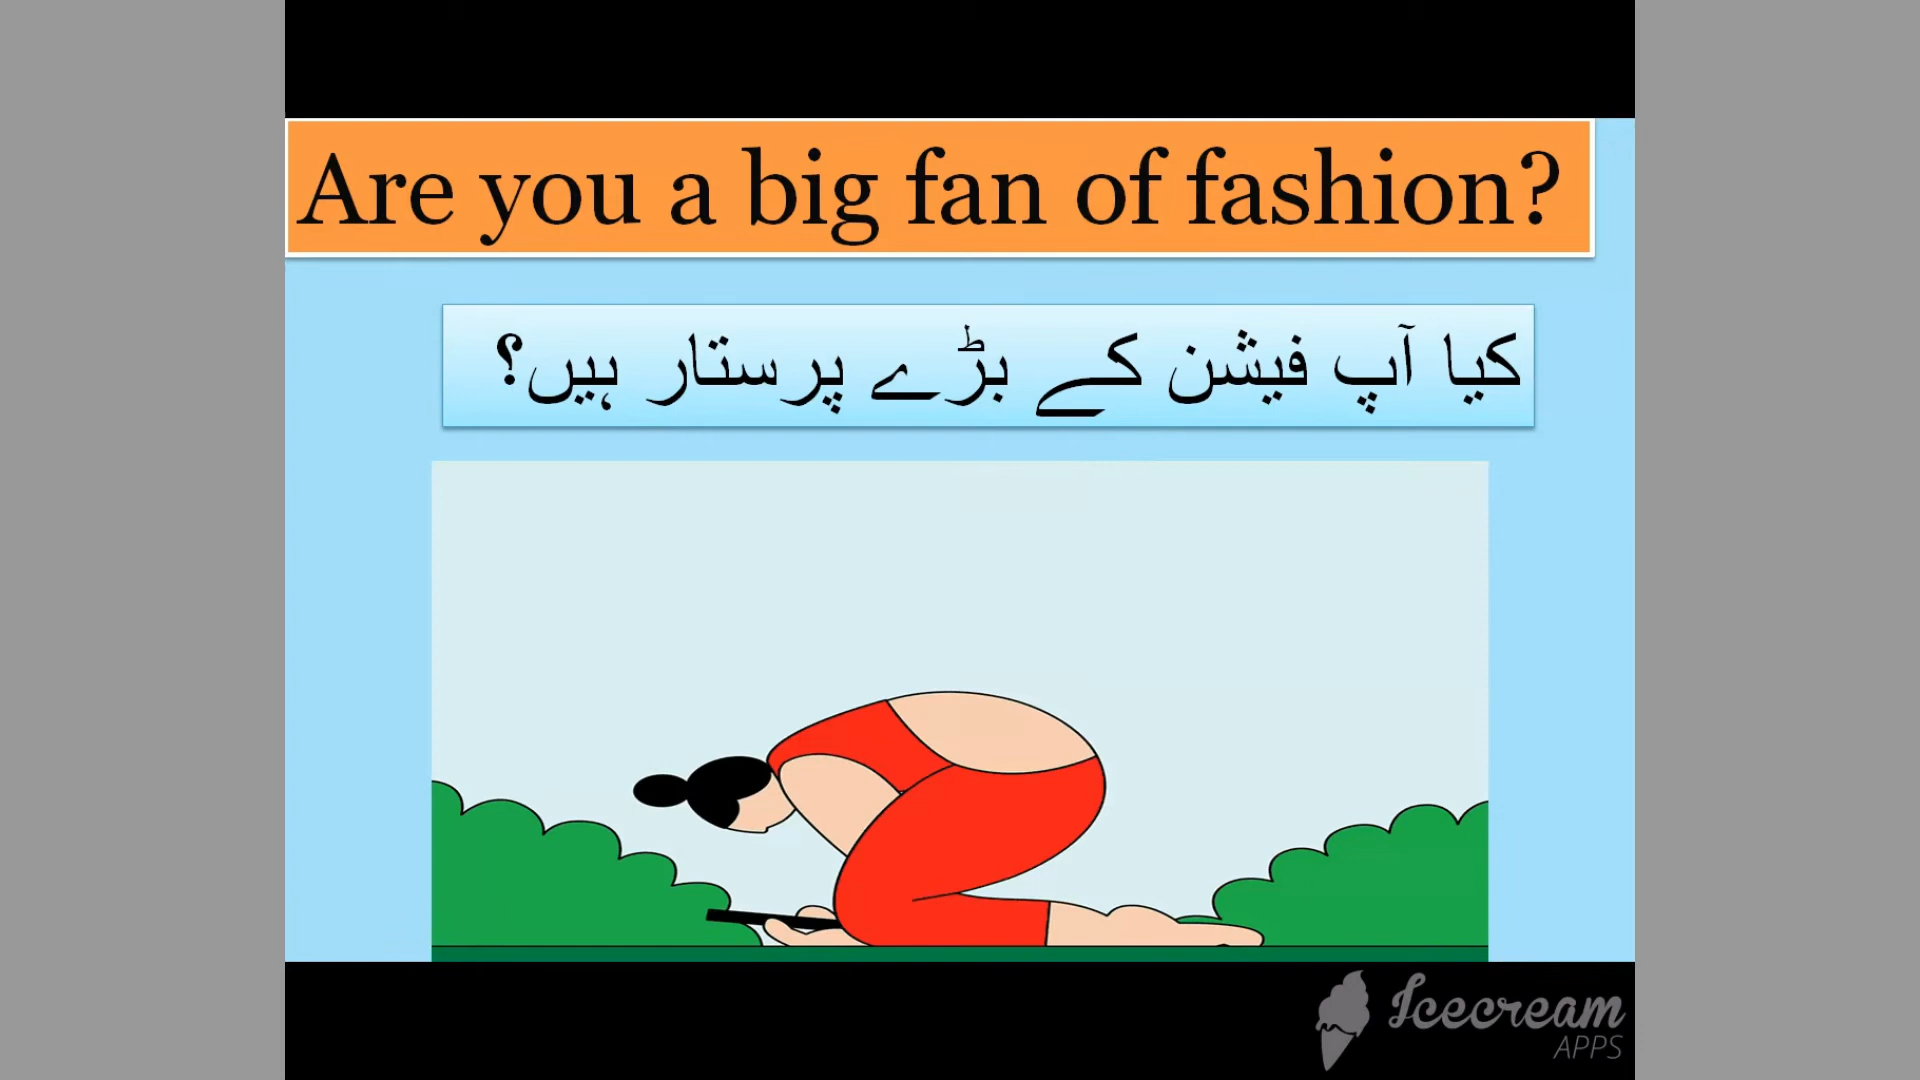 Are you a big fan of fashion?
کیا آپ فیشن کے بڑے پرستار ہیں؟
Icecream
APPS